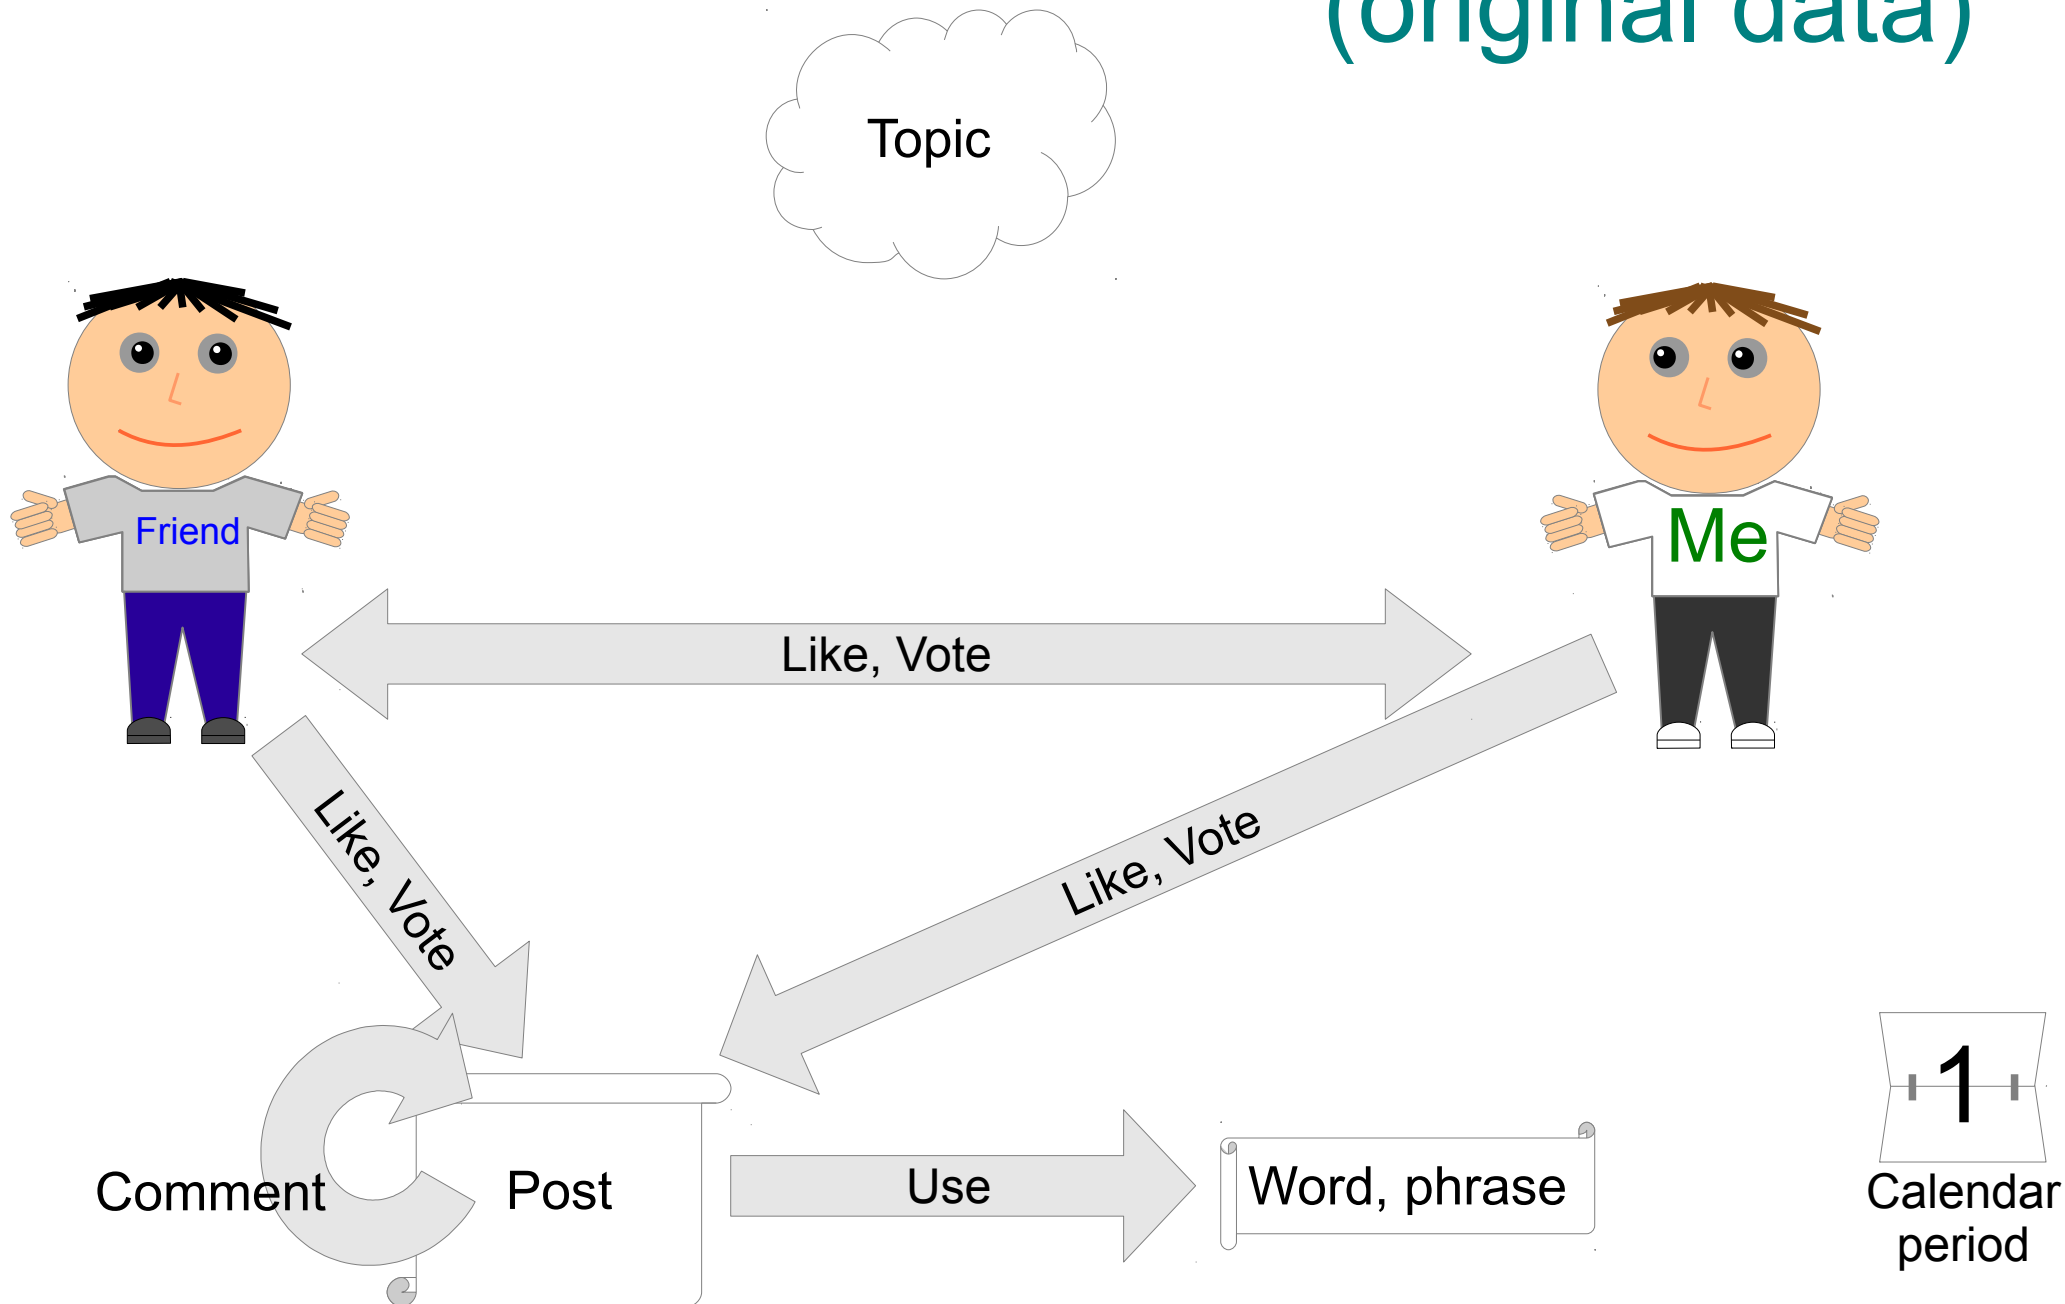 (original data)
Topic
Friend
Me
Like, Vote
Like, Vote
Like, Vote
Comment
Post
Use
Word, phrase
1
Calendar
period